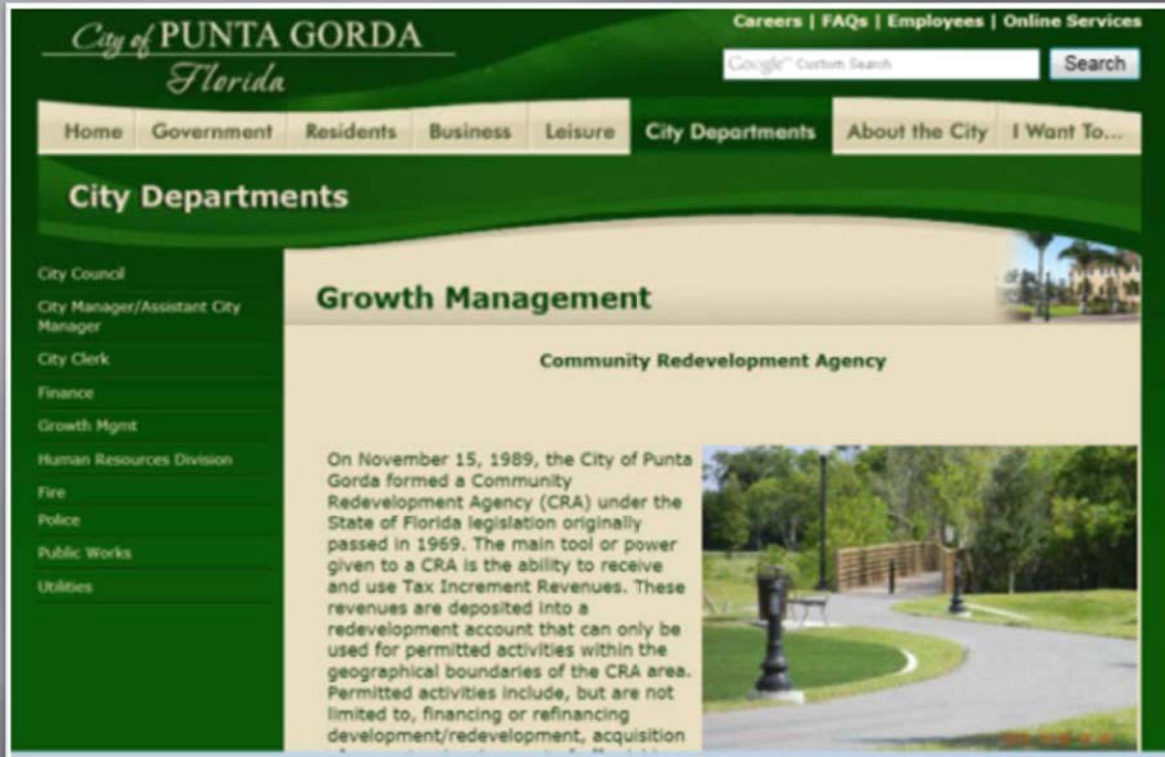 Careers | FAQs | Employees | Online Services
City of PUNTA GORDA
Florida
Google™ Custom Search
Search
Home Government Residents Business Leisure City Departments About the City I Want To...
City Departments
City Council
City Manager/Assistant City
Manager
City Clerk
Finance
Growth Mgmt
Human Resources Division
Fire
Police
Public Works
Utilities
Growth Management
Community Redevelopment Agency
On November 15, 1989, the City of Punta
Gorda formed a Community
Redevelopment Agency (CRA) under the
State of Florida legislation originally
passed in 1969. The main tool or power
given to a CRA is the ability to receive
and use Tax Increment Revenues. These
revenues are deposited into a
redevelopment account that can only be
used for permitted activities within the
geographical boundaries of the CRA area.
Permitted activities include, but are not
limited to, financing or refinancing
development/redevelopment, acquisition